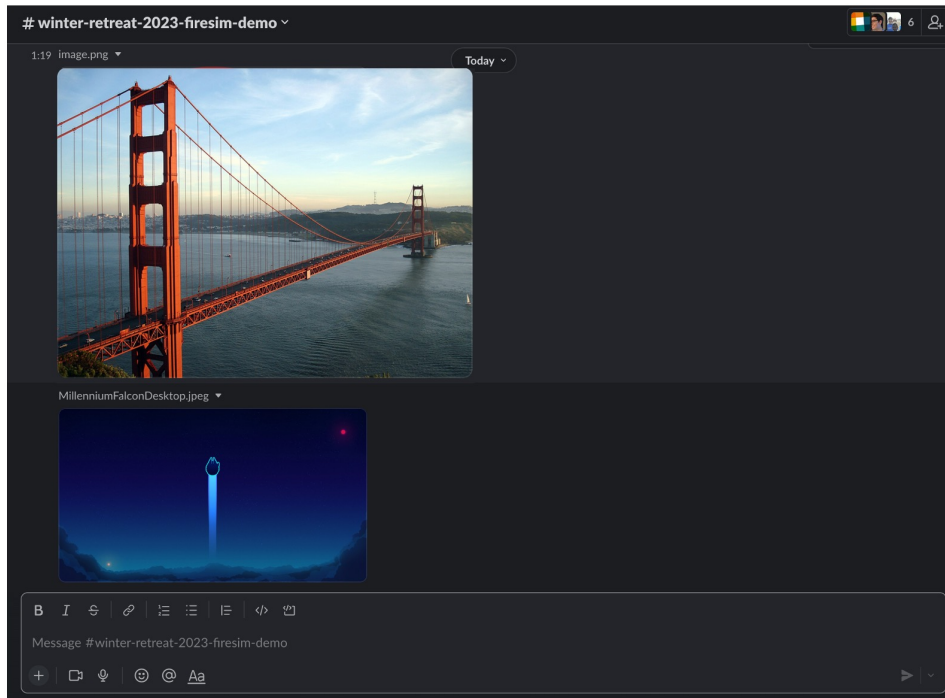 # winter-retreat-2023-firesim-demo
6
1:19 image.png
Today
MillenniumFalconDesktop.jpeg
B I S
Message #winter-retreat-2023-firesim-demo
+ @ Aa